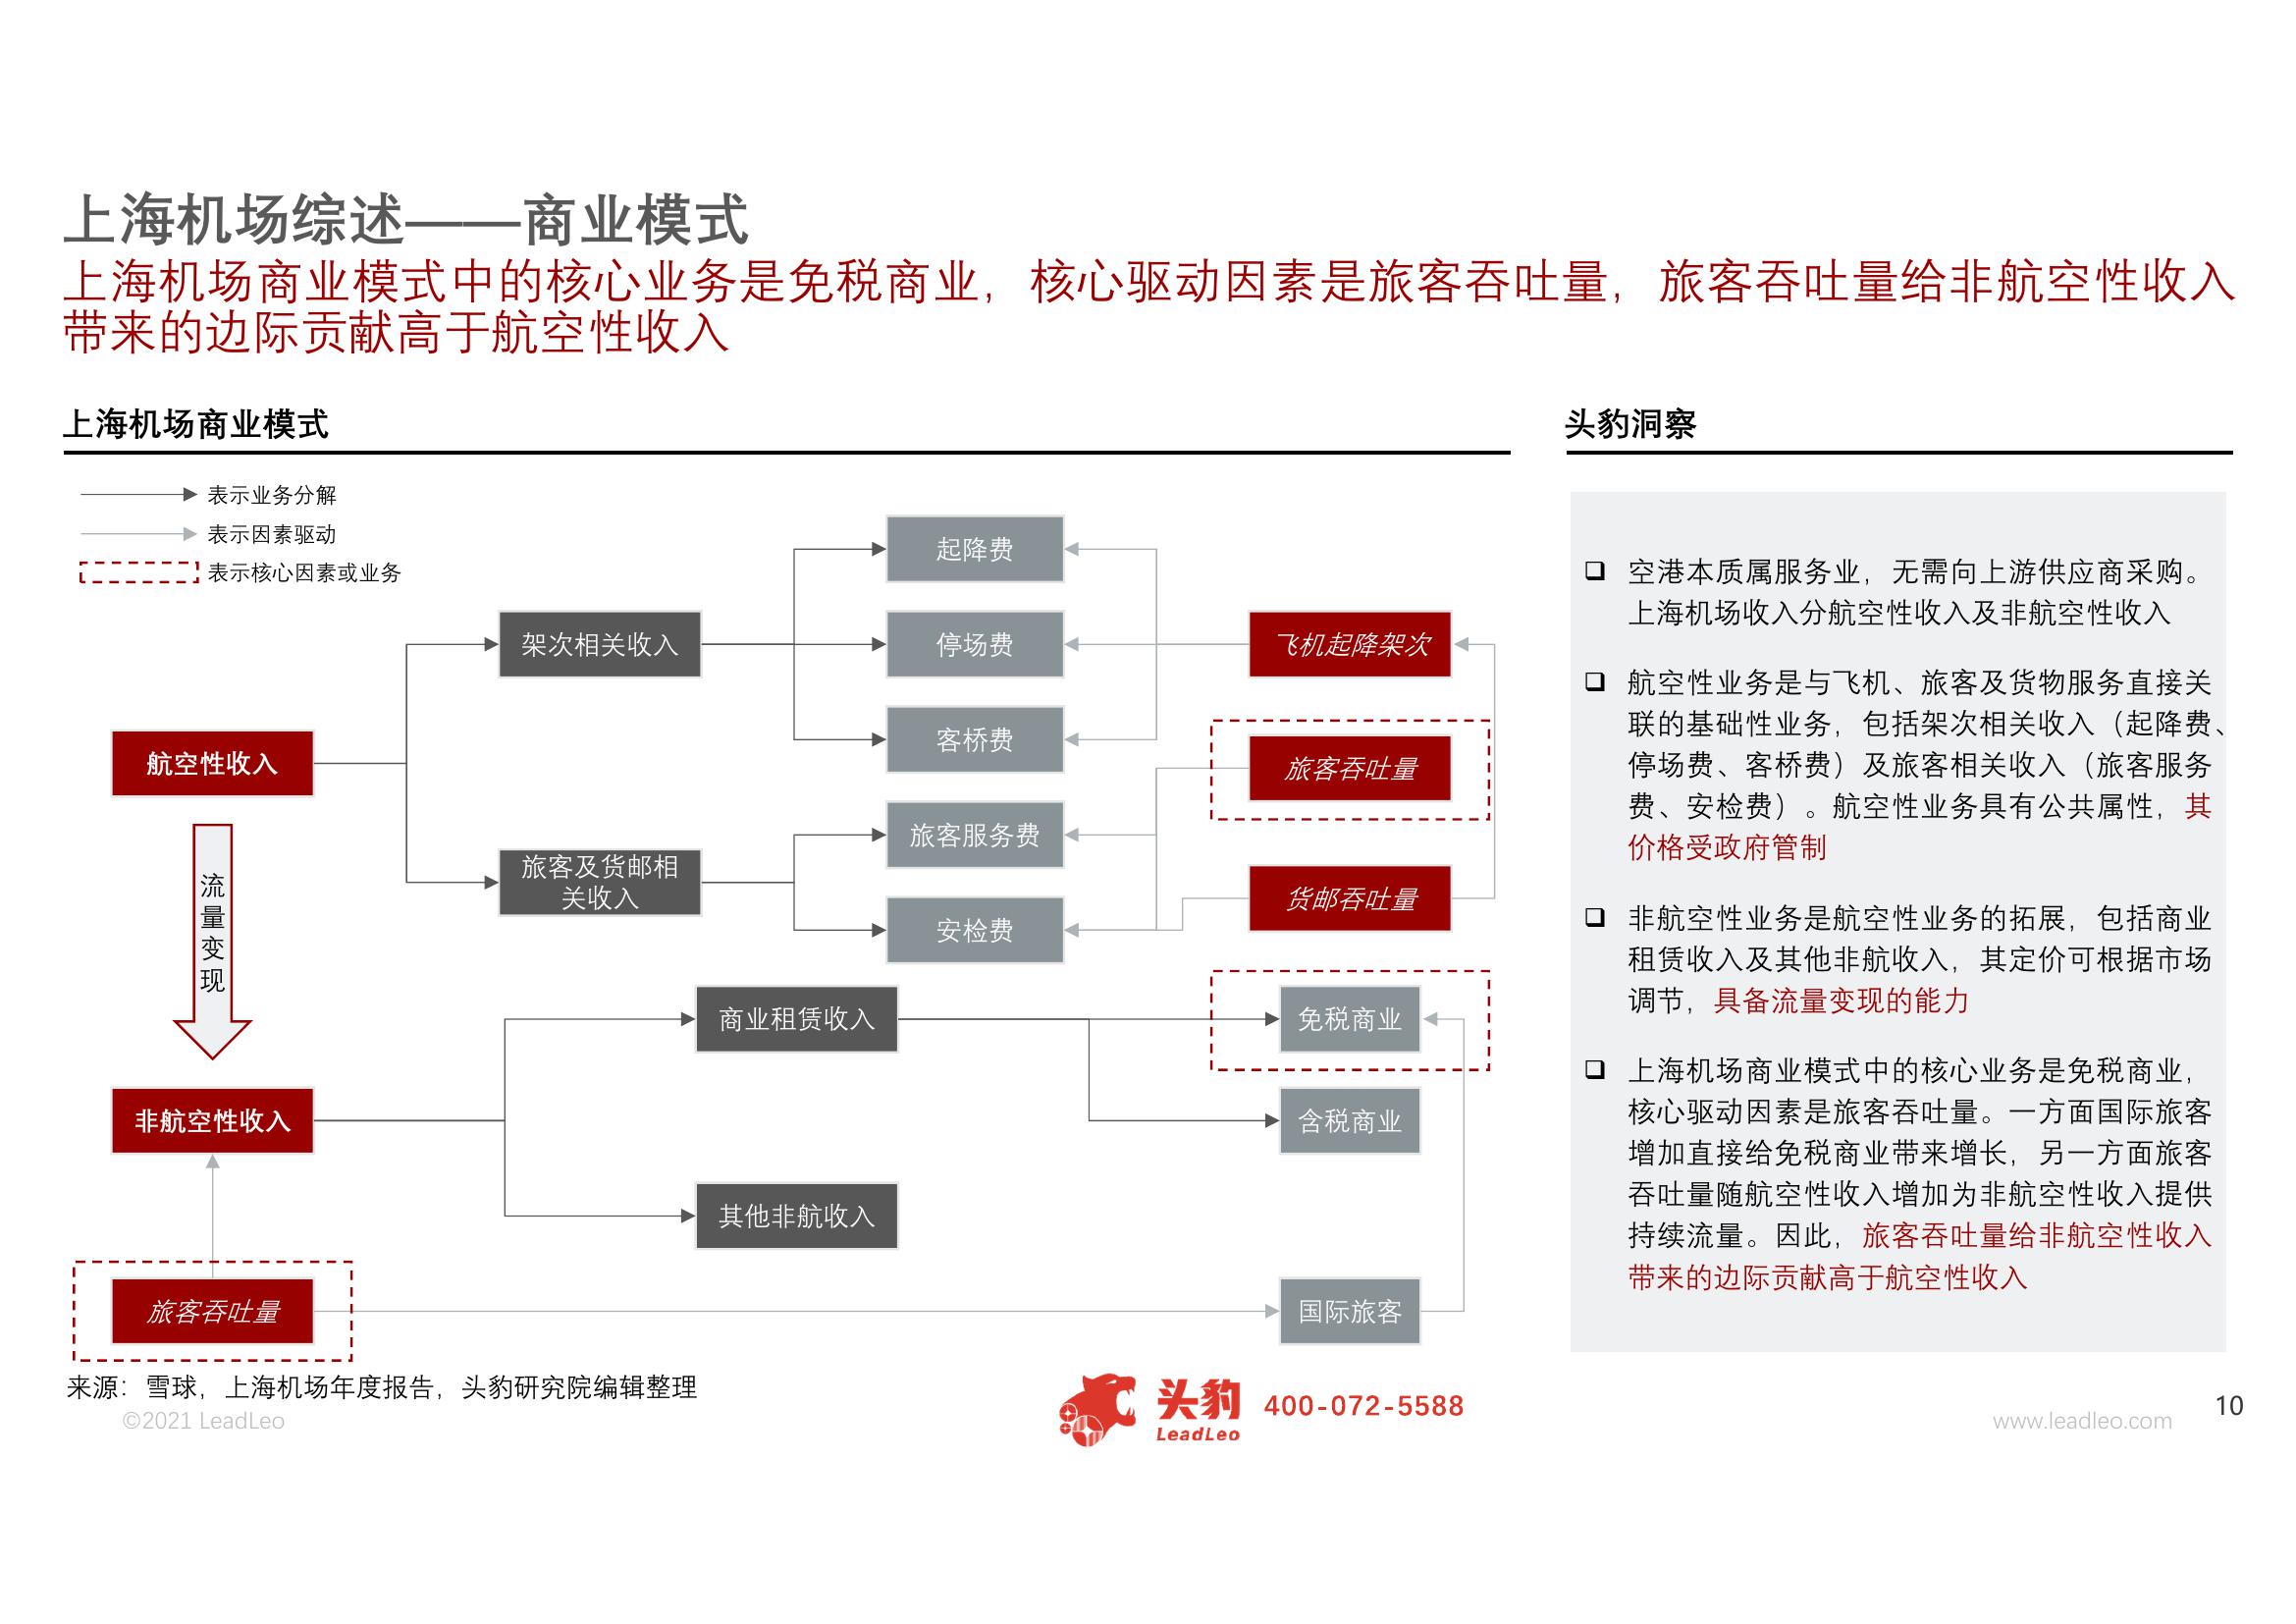 上海机场综述——商业模式
上海机场商业模式中的核心业务是免税商业，核心驱动因素是旅客吞吐量，旅客吞吐量给非航空性收入
带来的边际贡献高于航空性收入
上海机场商业模式
表示业务分解
表示因素驱动
表示核心因素或业务
航空性收入
流
量
变
现
非航空性收入
旅客吞吐量
架次相关收入
旅客及货邮相
关收入
起降费
停场费
客桥费
旅客服务费
安检费
飞机起降架次
旅客吞吐量
货邮吞吐量
商业租赁收入
其他非航收入
免税商业
含税商业
国际旅客
头豹洞察
❑ 空港本质属服务业，无需向上游供应商采购。
上海机场收入分航空性收入及非航空性收入
❑ 航空性业务是与飞机、旅客及货物服务直接关
联的基础性业务，包括架次相关收入（起降费、
停场费、客桥费）及旅客相关收入（旅客服务
费、安检费）。航空性业务具有公共属性，其
价格受政府管制
❑ 非航空性业务是航空性业务的拓展，包括商业
租赁收入及其他非航收入，其定价可根据市场
调节，具备流量变现的能力
❑ 上海机场商业模式中的核心业务是免税商业，
核心驱动因素是旅客吞吐量。一方面国际旅客
增加直接给免税商业带来增长，另一方面旅客
吞吐量随航空性收入增加为非航空性收入提供
持续流量。因此，旅客吞吐量给非航空性收入
带来的边际贡献高于航空性收入
来源：雪球，上海机场年度报告，头豹研究院编辑整理
©2021 LeadLeo
头豹
LeadLeo
400-072-5588
www.leadleo.com
10